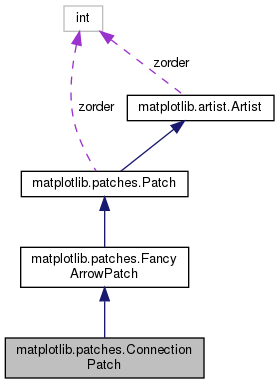 int
zorder
zorder
matplotlib.artist.Artist
matplotlib.patches.Patch
matplotlib.patches.Fancy
ArrowPatch
matplotlib.patches.Connection
Patch